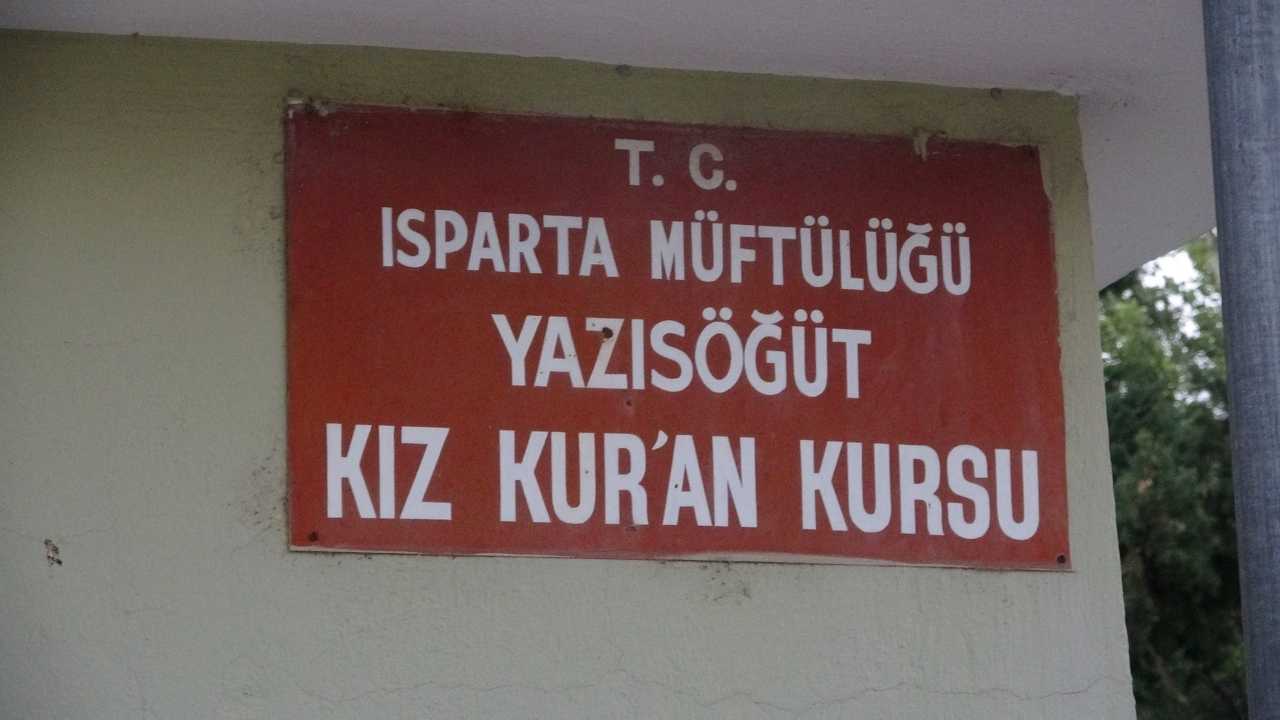 T. C.
ISPARTA MÜFTÜLÜĞÜ
YAZISÖĞÜT
KIZ KUR'AN KURSU